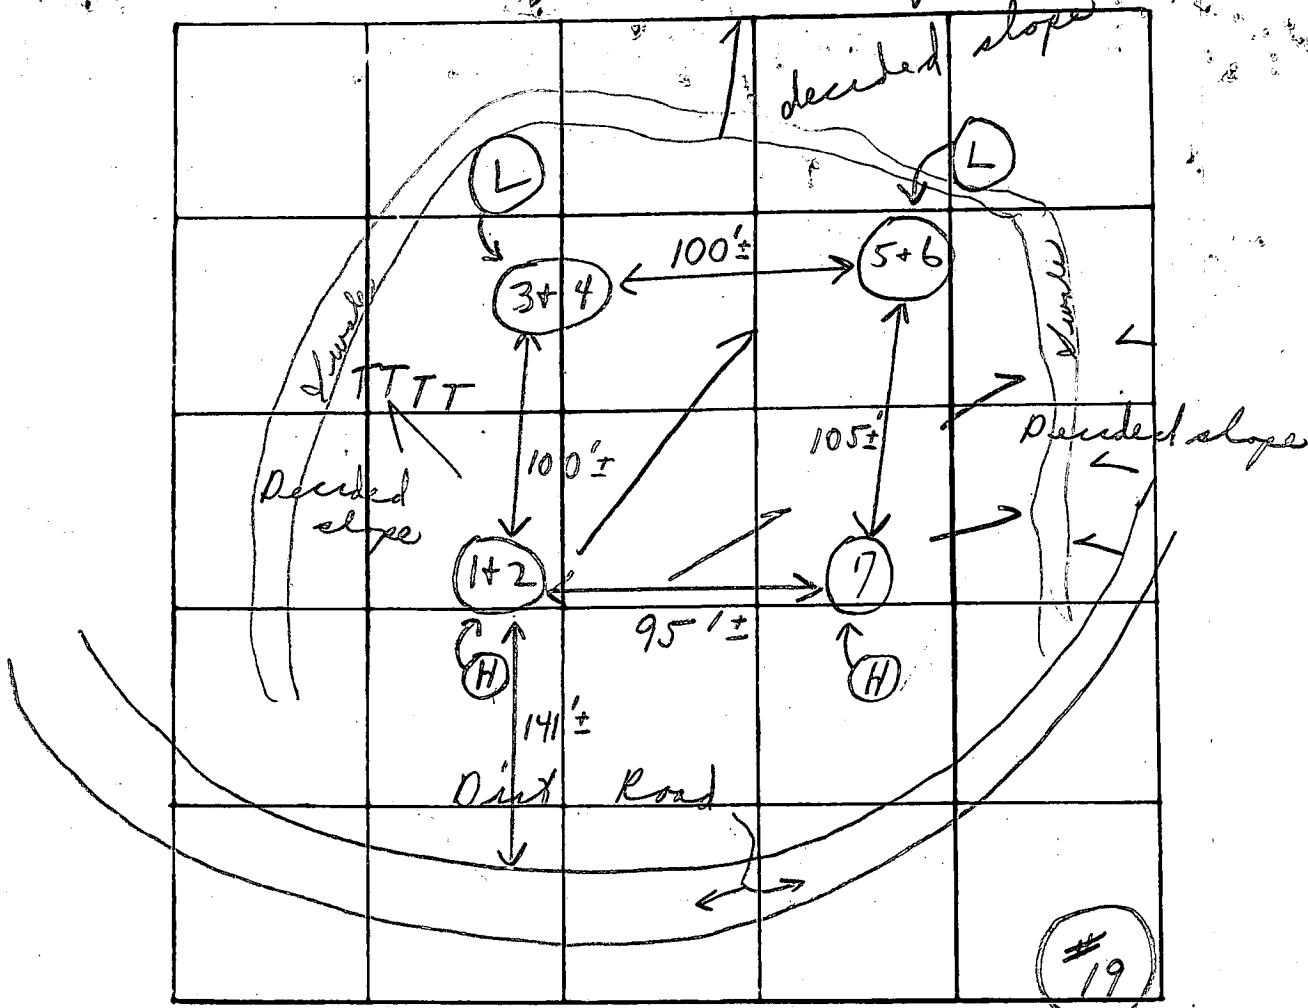 decided slope
L
L
100'±
5+6
3+4
Swale
Swale
TTTT
105±'
Decided slope
100'±
Decided
slope
1+2
7
95'±
H
H
141'±
Dirt Road
#19